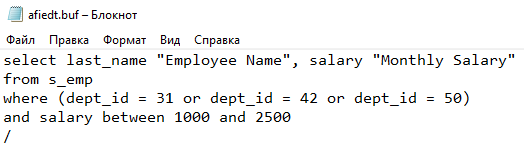 afiedt.buf – Блокнот
Файл Правка Формат Вид Справка
select last_name "Employee Name", salary "Monthly Salary"
from s_emp
where (dept_id = 31 or dept_id = 42 or dept_id = 50)
and salary between 1000 and 2500
/